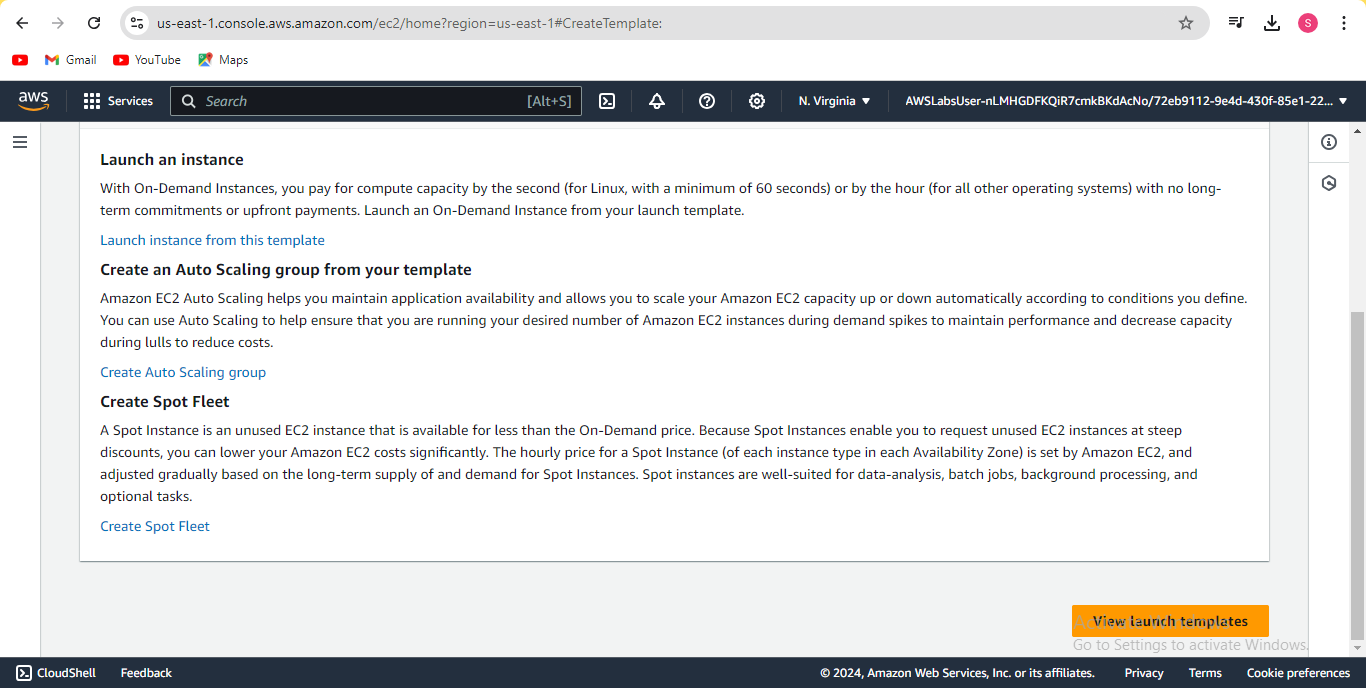 us-east-1.console.aws.amazon.com/ec2/home?region=us-east-1#CreateTemplate:
S
Gmail
YouTube
Maps
aws
Services
Search
[Alt+S]
N. Virginia
AWSLabsUser-nLMHGDFKQiR7cmkBKdAcNo/72eb9112-9e4d-430f-85e1-22...
Launch an instance
With On-Demand Instances, you pay for compute capacity by the second (for Linux, with a minimum of 60 seconds) or by the hour (for all other operating systems) with no long-
term commitments or upfront payments. Launch an On-Demand Instance from your launch template.
Launch instance from this template
Create an Auto Scaling group from your template
Amazon EC2 Auto Scaling helps you maintain application availability and allows you to scale your Amazon EC2 capacity up or down automatically according to conditions you define.
You can use Auto Scaling to help ensure that you are running your desired number of Amazon EC2 instances during demand spikes to maintain performance and decrease capacity
during lulls to reduce costs.
Create Auto Scaling group
Create Spot Fleet
A Spot Instance is an unused EC2 instance that is available for less than the On-Demand price. Because Spot Instances enable you to request unused EC2 instances at steep
discounts, you can lower your Amazon EC2 costs significantly. The hourly price for a Spot Instance (of each instance type in each Availability Zone) is set by Amazon EC2, and
adjusted gradually based on the long-term supply of and demand for Spot Instances. Spot instances are well-suited for data-analysis, batch jobs, background processing, and
optional tasks.
Create Spot Fleet
View launch templates
Go to Settings to activate Windows.
CloudShell
Feedback
© 2024, Amazon Web Services, Inc. or its affiliates.
Privacy
Terms
Cookie preferences